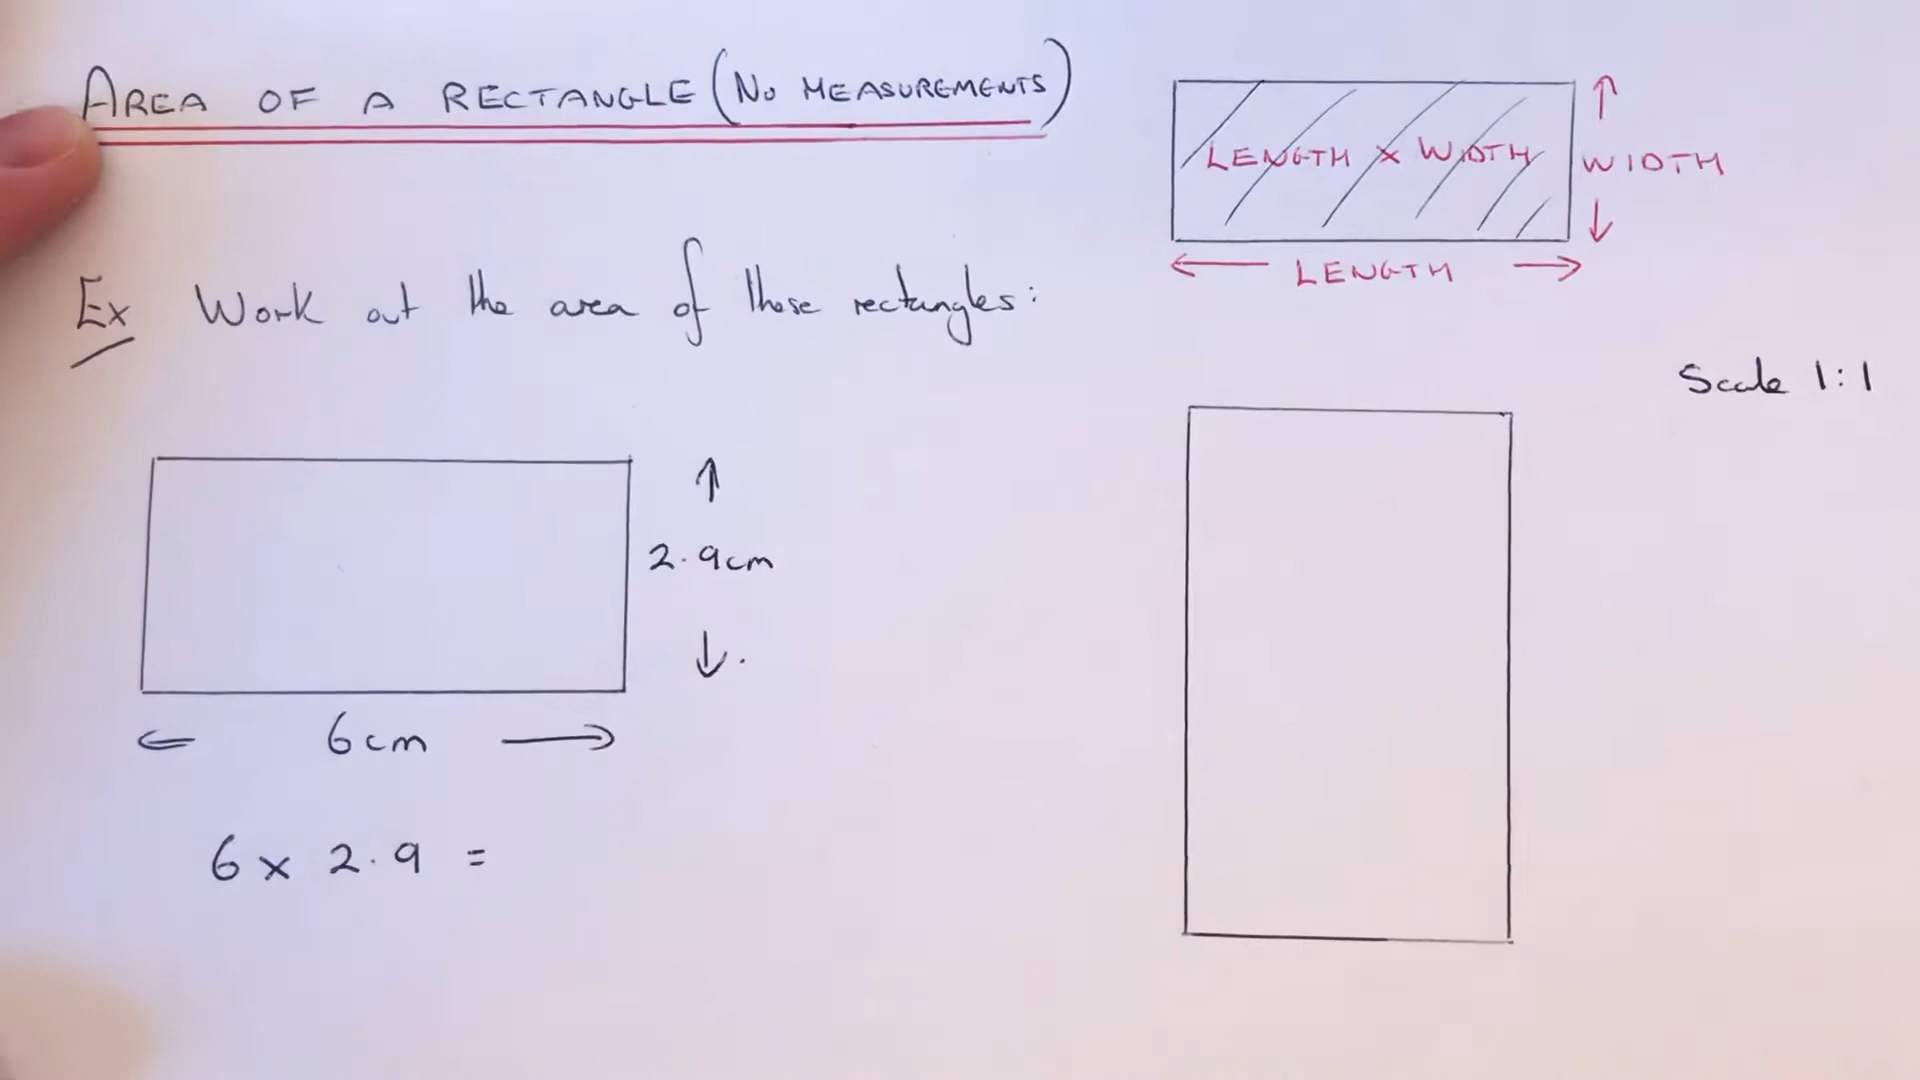 AREA OF A RECTANGLE (NO MEASUREMENTS)
LENGTH x WIDTH
WIDTH
LENGTH
Ex Work out the area of these rectangles:
Scale 1:1
2.9cm
6cm
6 x 2.9 =